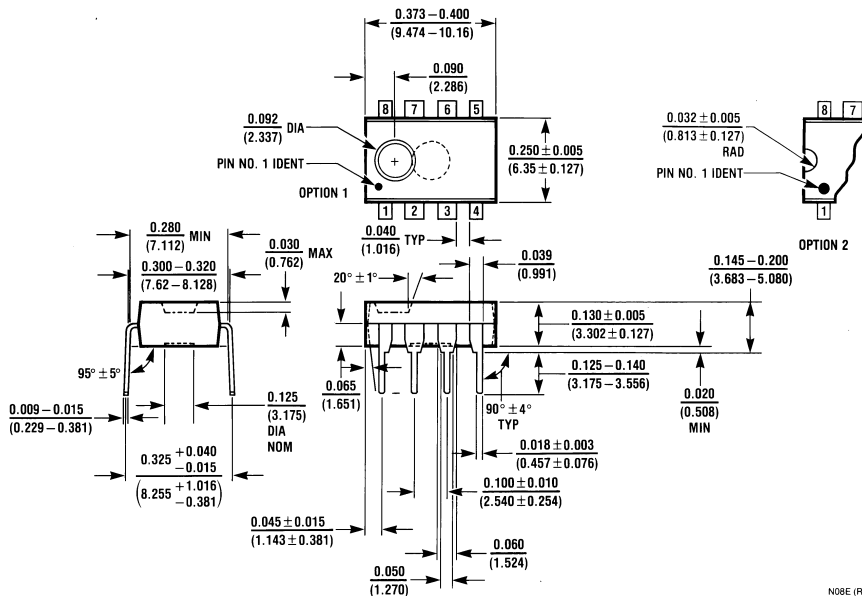 0.373 – 0.400
(9.474 – 10.16)
0.090
(2.286)
8 7 6 5
0.092
(2.337)
DIA
PIN NO. 1 IDENT
OPTION 1
1 2 3 4
0.250 ± 0.005
(6.35 ± 0.127)
0.032 ± 0.005
(0.813 ± 0.127)
RAD
PIN NO. 1 IDENT
8 7
1
OPTION 2
0.280
(7.112)
MIN
0.300 – 0.320
(7.62 – 8.128)
0.030
(0.762)
MAX
0.040
(1.016)
TYP
0.039
(0.991)
20° ± 1°
0.145 – 0.200
(3.683 – 5.080)
0.130 ± 0.005
(3.302 ± 0.127)
0.125 – 0.140
(3.175 – 3.556)
0.020
(0.508)
MIN
95° ± 5°
0.009 – 0.015
(0.229 – 0.381)
0.125
(3.175)
DIA
NOM
0.065
(1.651)
90° ± 4°
TYP
0.018 ± 0.003
(0.457 ± 0.076)
0.325 +0.040 –0.015
(8.255 +1.016 –0.381)
0.100 ± 0.010
(2.540 ± 0.254)
0.045 ± 0.015
(1.143 ± 0.381)
0.060
(1.524)
0.050
(1.270)
N08E (R